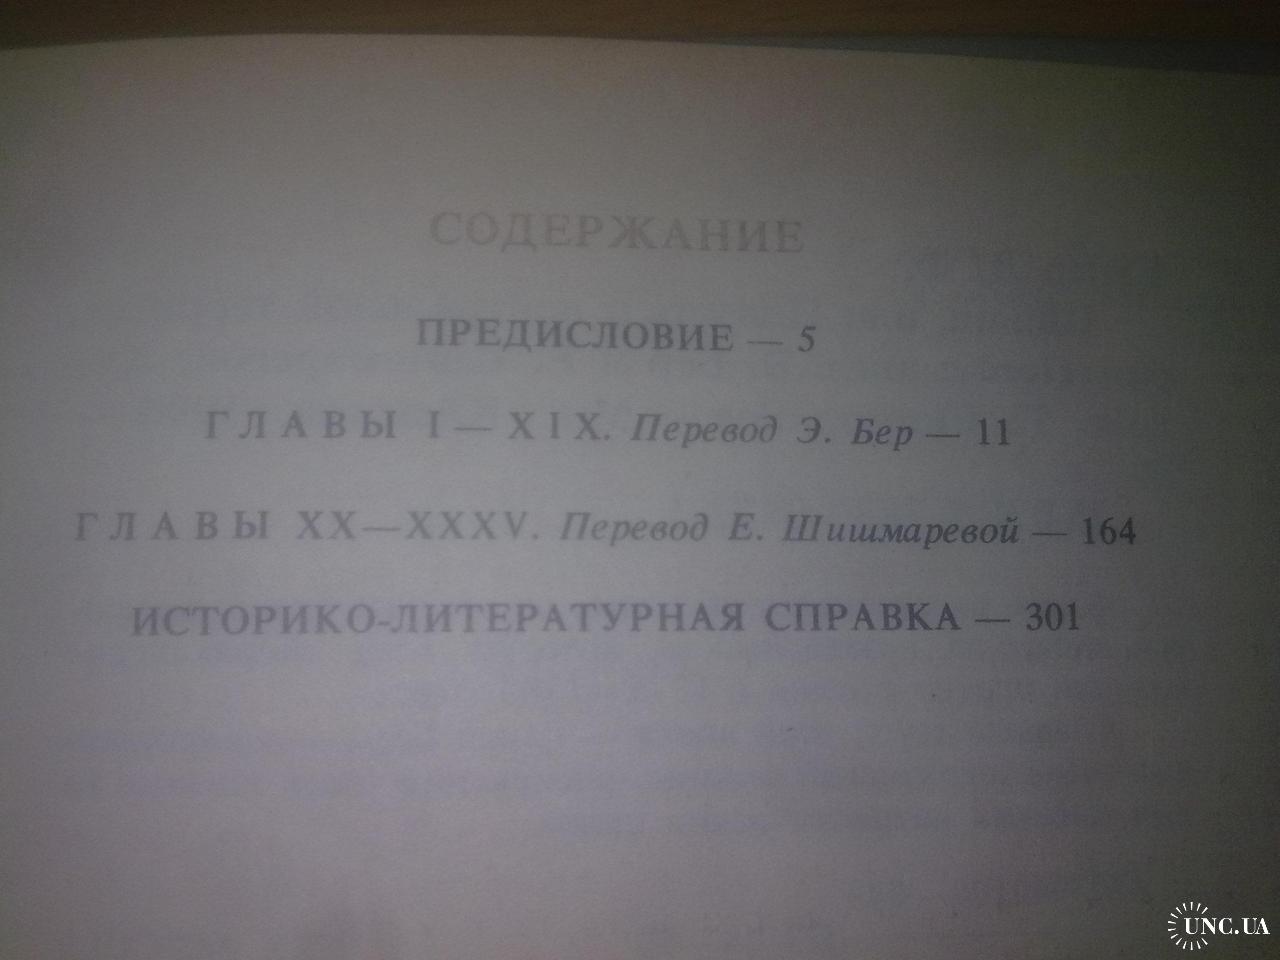 СОДЕРЖАНИЕ
ПРЕДИСЛОВИЕ — 5
ГЛАВЫ I — XIX. Перевод Э. Бер — 11
ГЛАВЫ XX—XXXV. Перевод Е. Шишмаревой — 164
ИСТОРИКО-ЛИТЕРАТУРНАЯ СПРАВКА — 301
UNC.UA